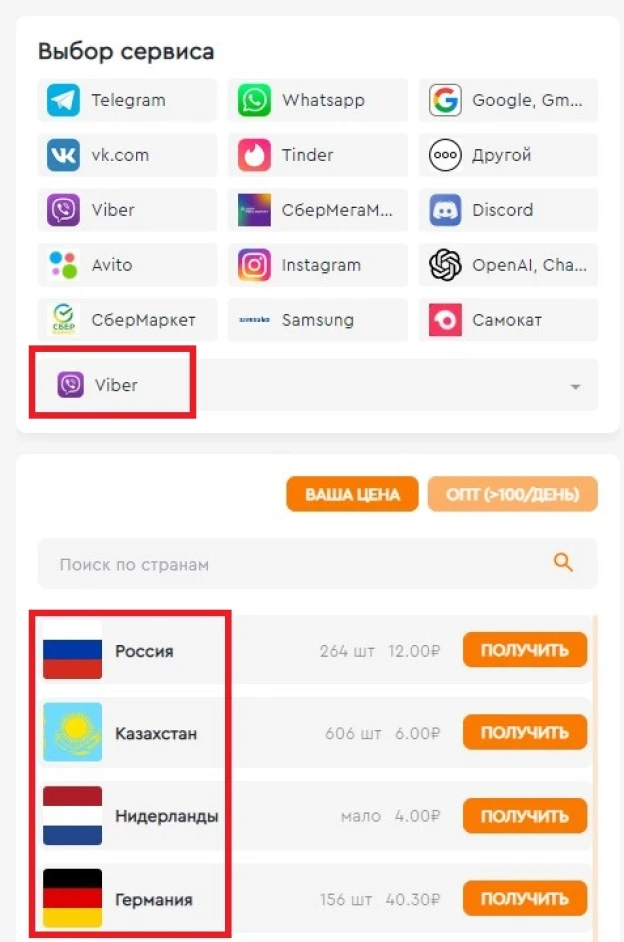 Выбор сервиса
Telegram
Whatsapp
Google, Gm...
vk.com
Tinder
Другой
Viber
СберМегаМ...
Discord
Avito
Instagram
OpenAI, Cha...
СБЕР
СберМаркет
Samsung
Самокат
Viber
ВАША ЦЕНА
ОПТ (>100/ДЕНЬ)
Поиск по странам
Россия 264 шт 12.00₽ ПОЛУЧИТЬ
Казахстан 606 шт 6.00₽ ПОЛУЧИТЬ
Нидерланды мало 4.00₽ ПОЛУЧИТЬ
Германия 156 шт 40.30₽ ПОЛУЧИТЬ